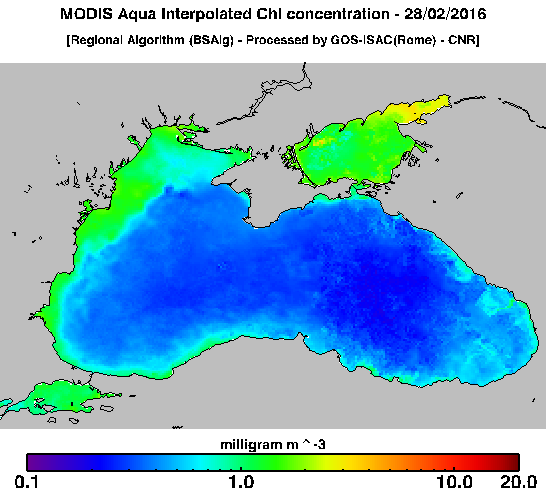 MODIS Aqua Interpolated Chl concentration - 28/02/2016
[Regional Algorithm (BSAlg) - Processed by GOS-ISAC(Rome) - CNR]
milligram m ^-3
0.1 1.0 10.0 20.0